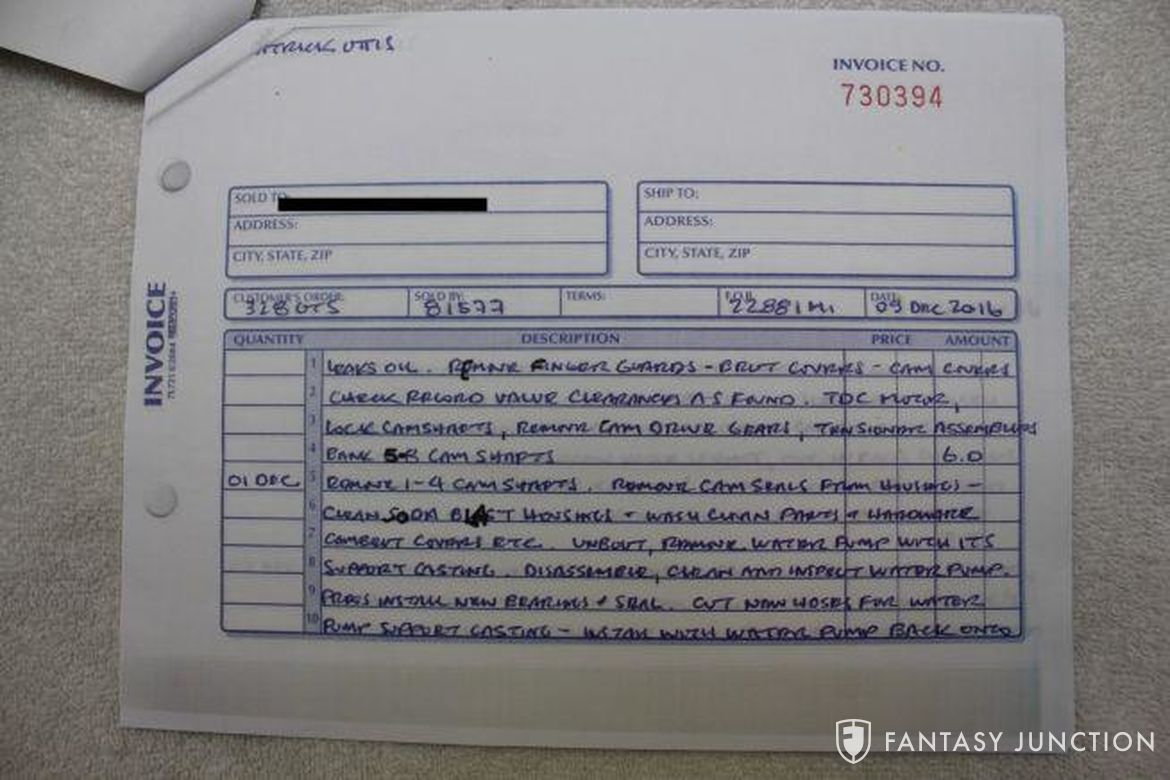 OTTIS
INVOICE NO.
730394
SOLD TO:
ADDRESS:
CITY, STATE, ZIP
SHIP TO:
ADDRESS:
CITY, STATE, ZIP
CUSTOMER'S ORDER: 328 GTS
SOLD BY: 81577
TERMS:
F.O.B. 22881 Mi
DATE: 09 DEC 2016
INVOICE
QUANTITY DESCRIPTION PRICE AMOUNT
1 LEAKS OIL. REMOVE FINGER GUARDS - BELT COVERS - CAM COVERS
2 CHECK RECORD VALVE CLEARANCES AS FOUND. TDC MOTOR,
3 LOCK CAMSHAFTS, REMOVE CAM DRIVE GEARS, TENSIONER ASSEMBLIES
4 BANK 5-8 CAM SHAFTS 6.0
01 DEC 5 REMOVE 1-4 CAMSHAFTS. REMOVE CAM SEALS FROM HOUSINGS -
6 CLEAN SODA BLAST HOUSINGS + WASH CLEAN PARTS + HARDWARE
7 CAMBELT COVERS ETC. UNBOLT, REMOVE WATER PUMP WITH ITS
8 SUPPORT CASTING. DISASSEMBLE, CLEAN AND INSPECT WATER PUMP.
9 PRESS INSTALL NEW BEARINGS + SEAL. CUT NEW HOSES FOR WATER
10 PUMP SUPPORT CASTING - INSTALL WITH WATER PUMP BACK ONTO
FANTASY JUNCTION